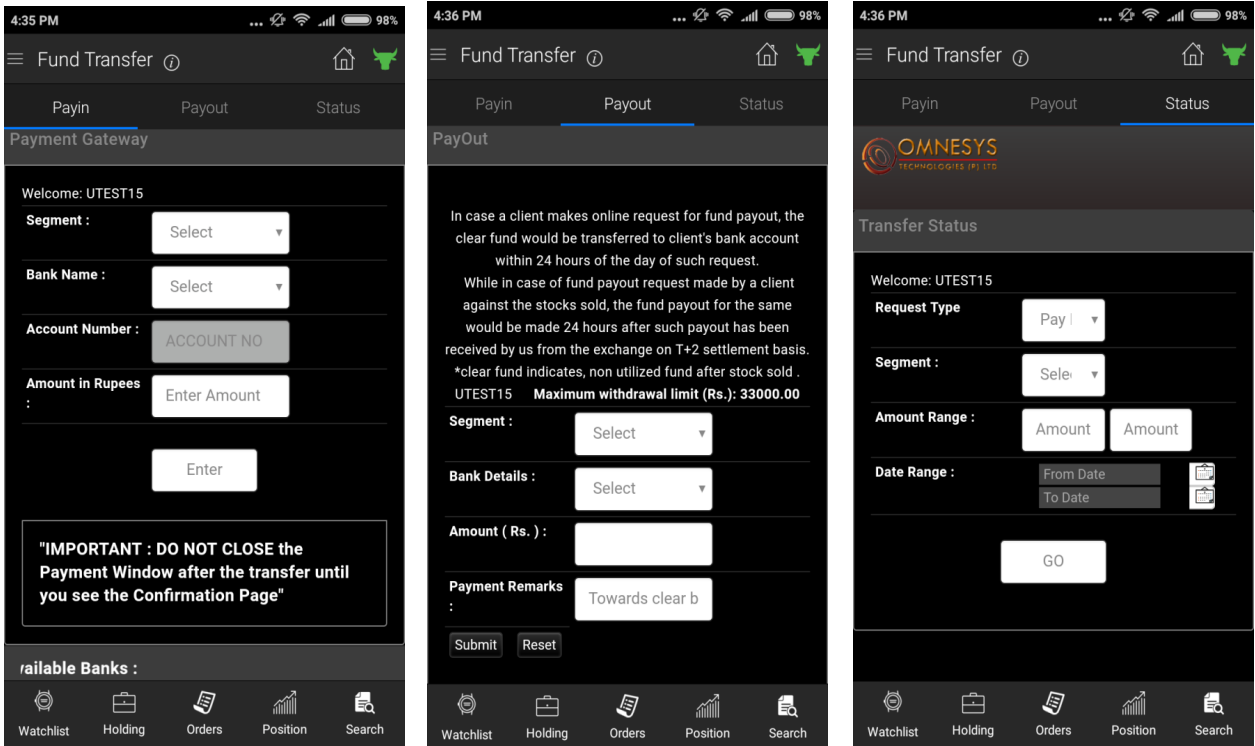 4:35 PM
... 98%
Fund Transfer i
Payin Payout Status
Payment Gateway
Welcome: UTEST15
Segment :
Select
Bank Name :
Select
Account Number :
ACCOUNT NO
Amount in Rupees
:
Enter Amount
Enter
"IMPORTANT : DO NOT CLOSE the
Payment Window after the transfer until
you see the Confirmation Page"
vailable Banks :
Watchlist Holding Orders Position Search
4:36 PM
... 98%
Fund Transfer i
Payin Payout Status
PayOut
In case a client makes online request for fund payout, the
clear fund would be transferred to client's bank account
within 24 hours of the day of such request.
While in case of fund payout request made by a client
against the stocks sold, the fund payout for the same
would be made 24 hours after such payout has been
received by us from the exchange on T+2 settlement basis.
*clear fund indicates, non utilized fund after stock sold .
UTEST15 Maximum withdrawal limit (Rs.): 33000.00
Segment :
Select
Bank Details :
Select
Amount ( Rs. ) :
Payment Remarks
:
Towards clear b
Submit Reset
Watchlist Holding Orders Position Search
4:36 PM
... 98%
Fund Transfer i
Payin Payout Status
OMNESYS
TECHNOLOGIES (P) LTD
Transfer Status
Welcome: UTEST15
Request Type
Pay
Segment :
Sele
Amount Range :
Amount Amount
Date Range :
From Date
To Date
GO
Watchlist Holding Orders Position Search